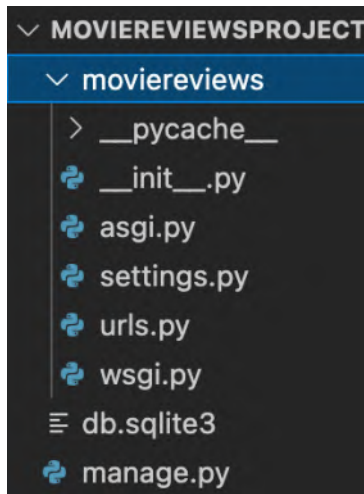 MOVIEREVIEWSPROJECT
moviereviews
__pycache__
__init__.py
asgi.py
settings.py
urls.py
wsgi.py
db.sqlite3
manage.py